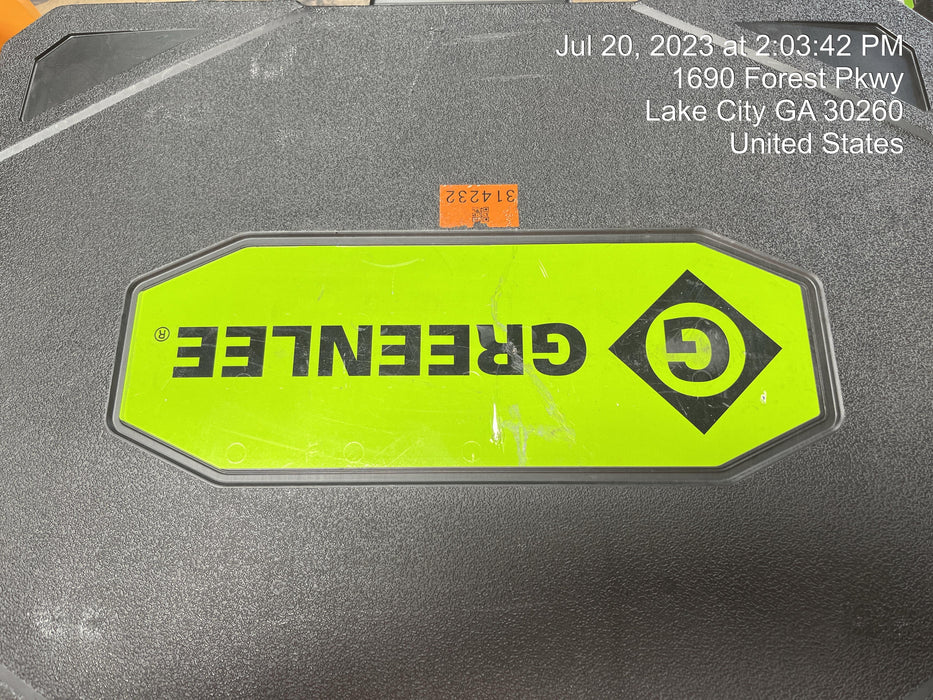 Jul 20, 2023 at 2:03:42 PM
1690 Forest Pkwy
Lake City GA 30260
United States
314232
G GREENLEE®